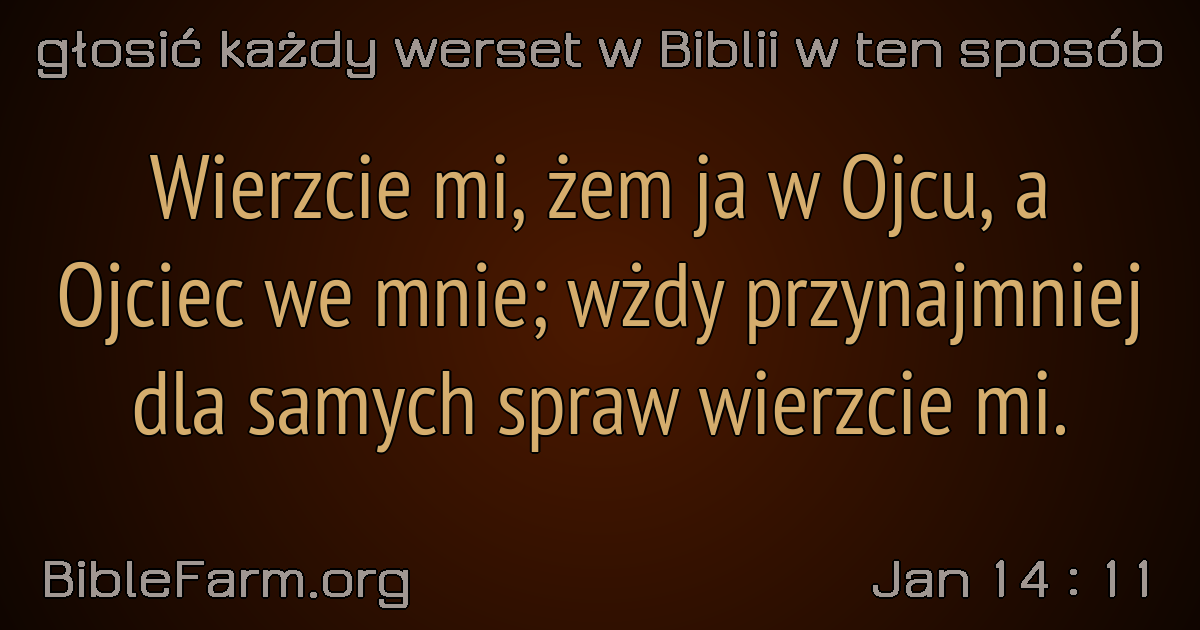 głosić każdy werset w Biblii w ten sposób
Wierzcie mi, żem ja w Ojcu, a
Ojciec we mnie; wżdy przynajmniej
dla samych spraw wierzcie mi.
BibleFarm.org
Jan 14 : 11